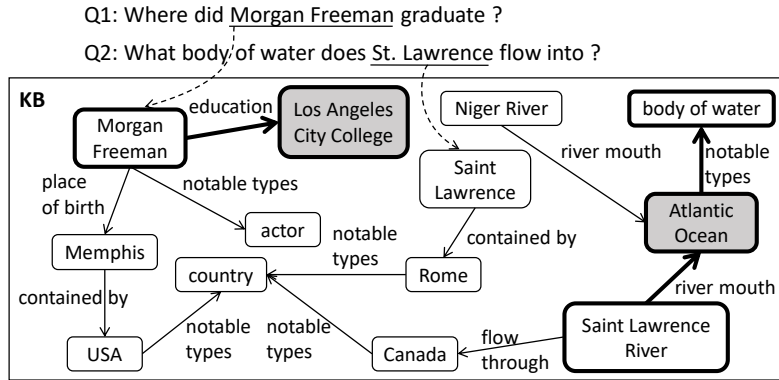 Q1: Where did Morgan Freeman graduate ?
Q2: What body of water does St. Lawrence flow into ?
KB
Morgan
Freeman
education
Los Angeles
City College
Niger River
body of water
river mouth
notable
types
Saint
Lawrence
place
of birth
notable types
actor
Atlantic
Ocean
Memphis
country
notable
types
Rome
contained by
contained by
river mouth
USA
notable
types
notable
types
Canada
flow
through
Saint Lawrence
River